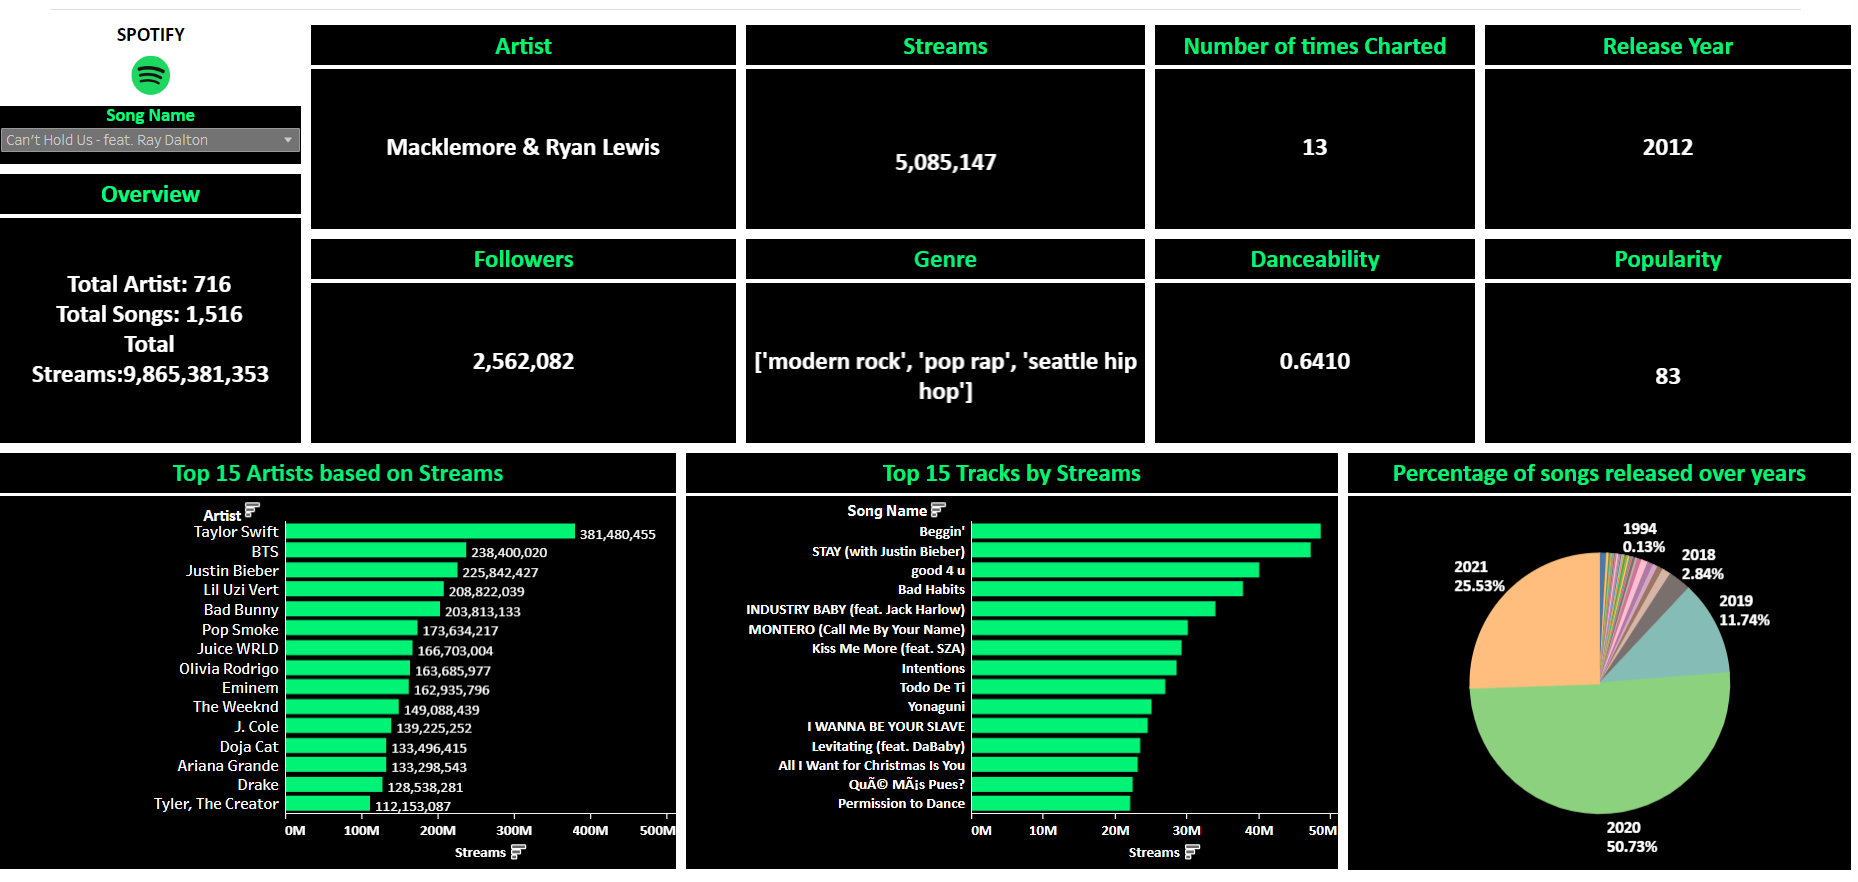 SPOTIFY
Song Name
Can't Hold Us - feat. Ray Dalton
Overview
Total Artist: 716
Total Songs: 1,516
Total
Streams:9,865,381,353
Artist
Macklemore & Ryan Lewis
Streams
5,085,147
Number of times Charted
13
Release Year
2012
Followers
2,562,082
Genre
['modern rock', 'pop rap', 'seattle hip
hop']
Danceability
0.6410
Popularity
83
Top 15 Artists based on Streams
Artist
Taylor Swift 381,480,455
BTS 238,400,020
Justin Bieber 225,842,427
Lil Uzi Vert 208,822,039
Bad Bunny 203,813,133
Pop Smoke 173,634,217
Juice WRLD 166,703,004
Olivia Rodrigo 163,685,977
Eminem 162,935,796
The Weeknd 149,088,439
J. Cole 139,225,252
Doja Cat 133,496,415
Ariana Grande 133,298,543
Drake 128,538,281
Tyler, The Creator 112,153,087
0M 100M 200M 300M 400M 500M
Streams
Top 15 Tracks by Streams
Song Name
Beggin'
STAY (with Justin Bieber)
good 4 u
Bad Habits
INDUSTRY BABY (feat. Jack Harlow)
MONTERO (Call Me By Your Name)
Kiss Me More (feat. SZA)
Intentions
Todo De Ti
Yonaguni
I WANNA BE YOUR SLAVE
Levitating (feat. DaBaby)
All I Want for Christmas Is You
QuÃ© MÃ¡s Pues?
Permission to Dance
0M 10M 20M 30M 40M 50M
Streams
Percentage of songs released over years
1994
0.13%
2018
2.84%
2019
11.74%
2021
25.53%
2020
50.73%